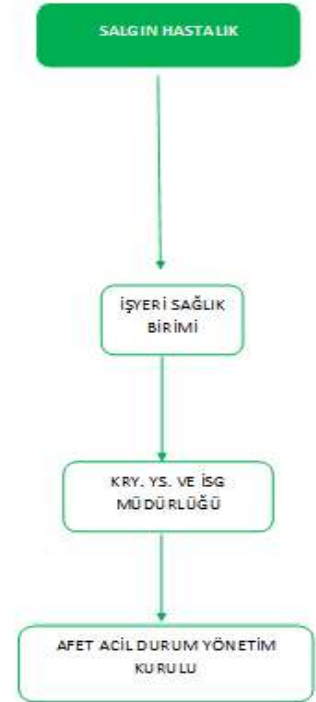 SALGIN HASTALIK
İŞYERİ SAĞLIK
BİRİMİ
KRY. YS. VE İSG
MÜDÜRLÜĞÜ
AFET ACİL DURUM YÖNETİM
KURULU